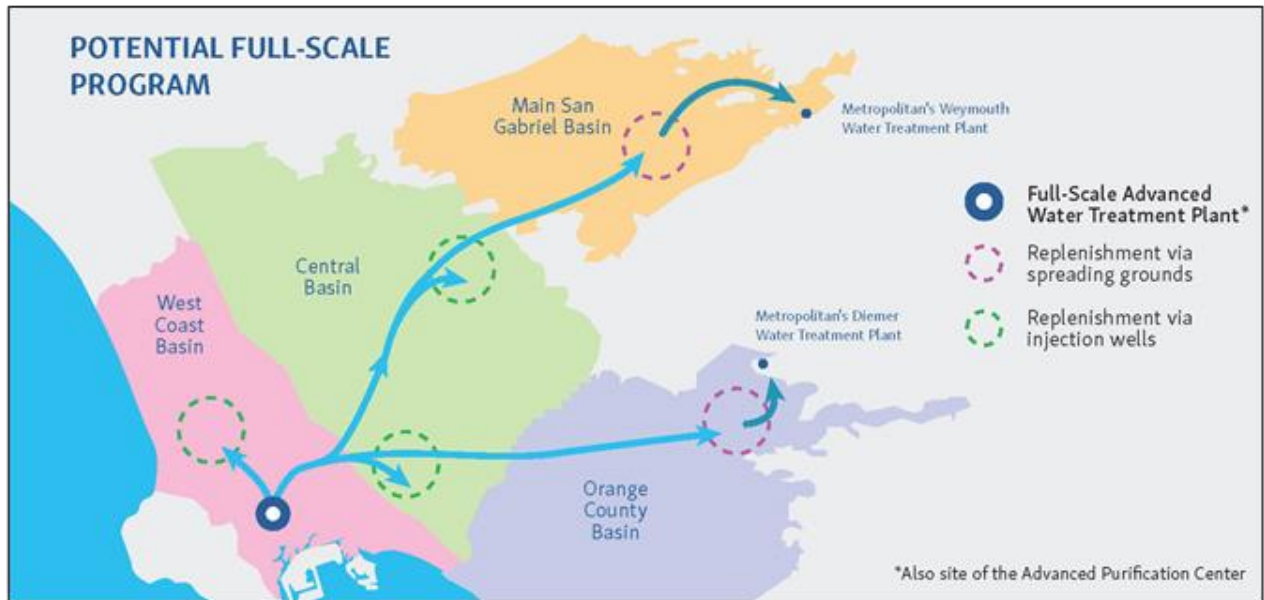 POTENTIAL FULL-SCALE
PROGRAM
Main San
Gabriel Basin
Metropolitan's Weymouth
Water Treatment Plant
Full-Scale Advanced
Water Treatment Plant*
Replenishment via
spreading grounds
Replenishment via
injection wells
Central
Basin
West
Coast
Basin
Metropolitan's Diemer
Water Treatment Plant
Orange
County
Basin
*Also site of the Advanced Purification Center